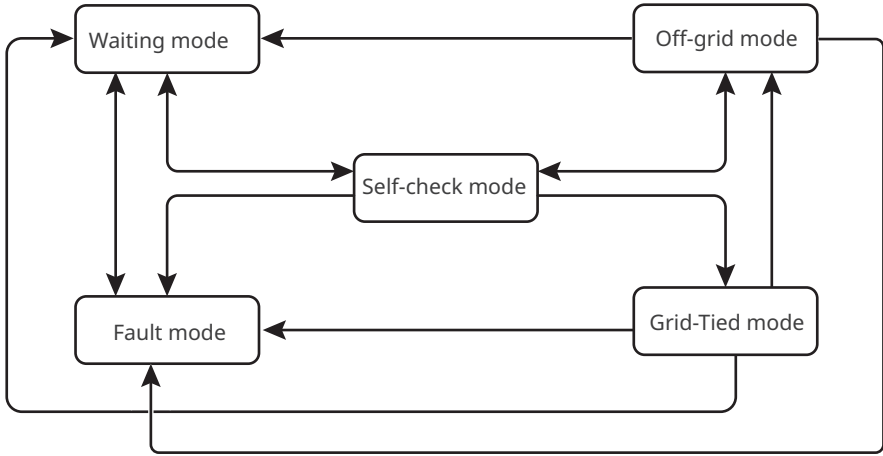 Waiting mode
Off-grid mode
Self-check mode
Fault mode
Grid-Tied mode